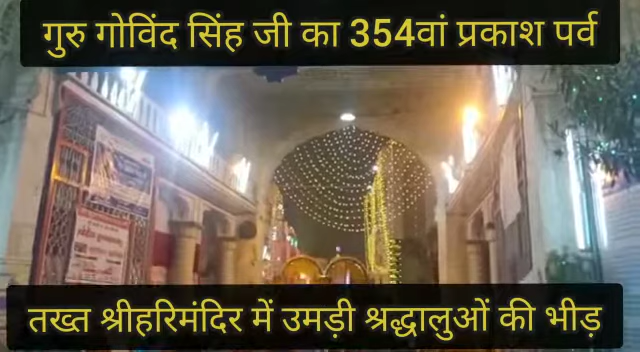 गुरु गोविंद सिंह जी का 354वां प्रकाश पर्व
तख्त श्रीहरिमंदिर में उमड़ी श्रद्धालुओं की भीड़